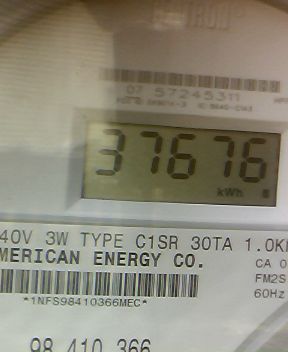 07 57245311
37676
kWh
40V 3W TYPE C1SR 30TA 1.0K
MERICAN ENERGY CO.
CA 0
FM2S
60Hz
*1NFS98410366MEC*
98 410 366